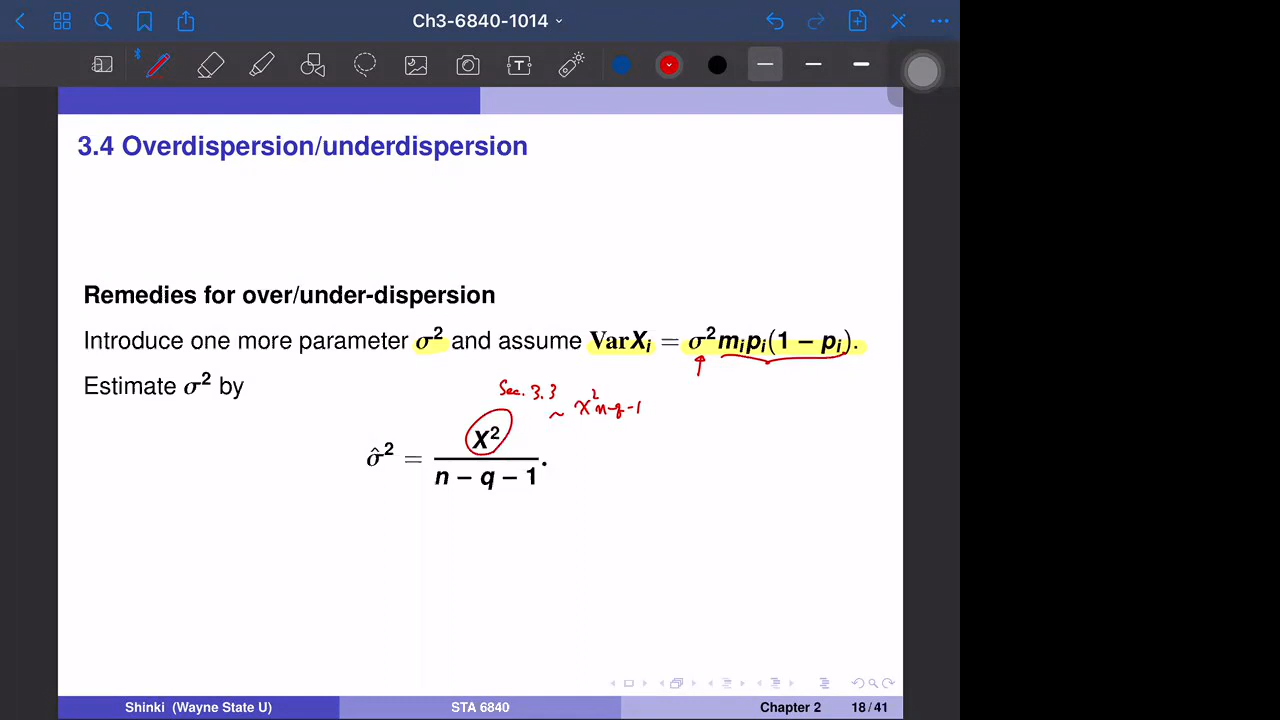 Ch3-6840-1014
T
3.4 Overdispersion/underdispersion
Remedies for over/under-dispersion
Introduce one more parameter σ² and assume VarXᵢ = σ²mᵢpᵢ(1 − pᵢ).
Estimate σ² by
Sec. 3.3
~ χ²n-q-1
σ̂² = X² / n − q − 1.
Shinki (Wayne State U)
STA 6840
Chapter 2
18 / 41